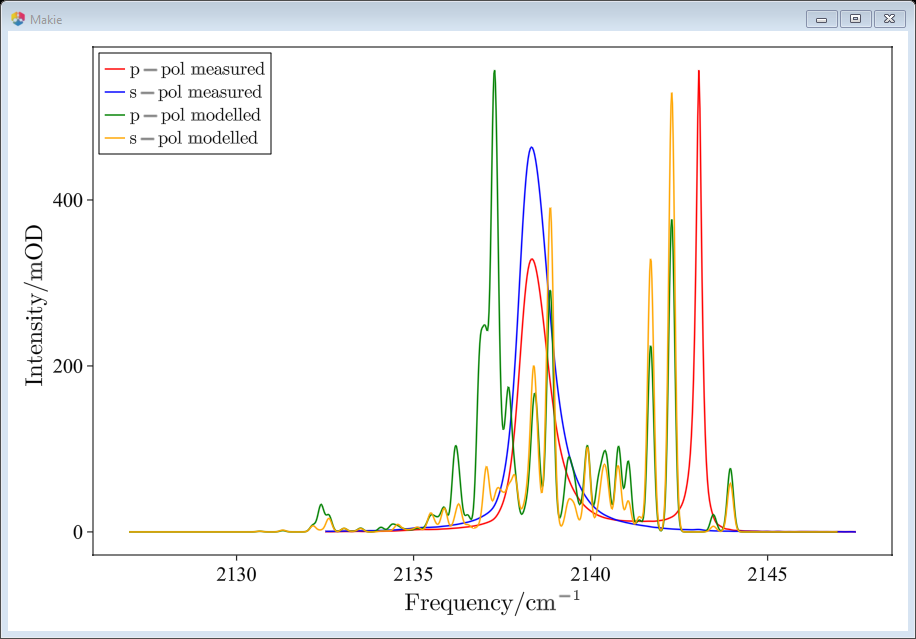 Makie
p − pol measured
s − pol measured
p − pol modelled
s − pol modelled
400
200
0
Intensity/mOD
2130 2135 2140 2145
Frequency/cm⁻¹